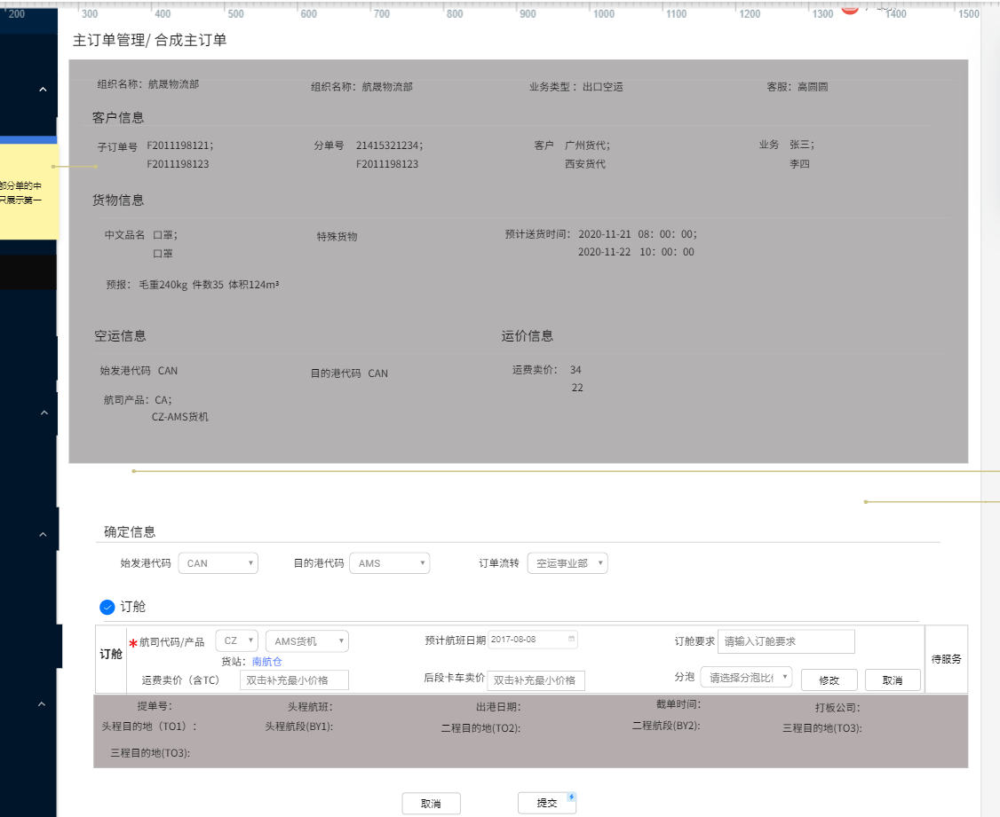 200 300 400 500 600 700 800 900 1000 1100 1200 1300 1400 1500
主订单管理/ 合成主订单
组织名称：航晟物流部 组织名称：航晟物流部 业务类型：出口空运 客服：高圆圆
客户信息
子订单号 F2011198121； 分单号 21415321234； 客户 广州货代； 业务 张三；
F2011198123 F2011198123 西安货代 李四
部分单的中
只展示第一
货物信息
中文品名 口罩； 特殊货物 预计送货时间： 2020-11-21 08：00：00；
口罩 2020-11-22 10：00：00
预报： 毛重240kg 件数35 体积124m³
空运信息 运价信息
始发港代码 CAN 目的港代码 CAN 运费卖价： 34
22
航司产品：CA；
CZ-AMS货机
确定信息
始发港代码 CAN 目的港代码 AMS 订单流转 空运事业部
订舱
订舱 *航司代码/产品 CZ AMS货机 预计航班日期 2017-08-08 订舱要求 请输入订舱要求 待服务
货站：南航仓
运费卖价（含TC） 双击补充最小价格 后段卡车卖价 双击补充最小价格 分泡 请选择分泡比 修改 取消
提单号： 头程航班： 出港日期： 截单时间： 打板公司：
头程目的地（TO1）： 头程航段(BY1): 二程目的地(TO2): 二程航段(BY2): 三程目的地(TO3):
三程目的地(TO3):
取消 提交